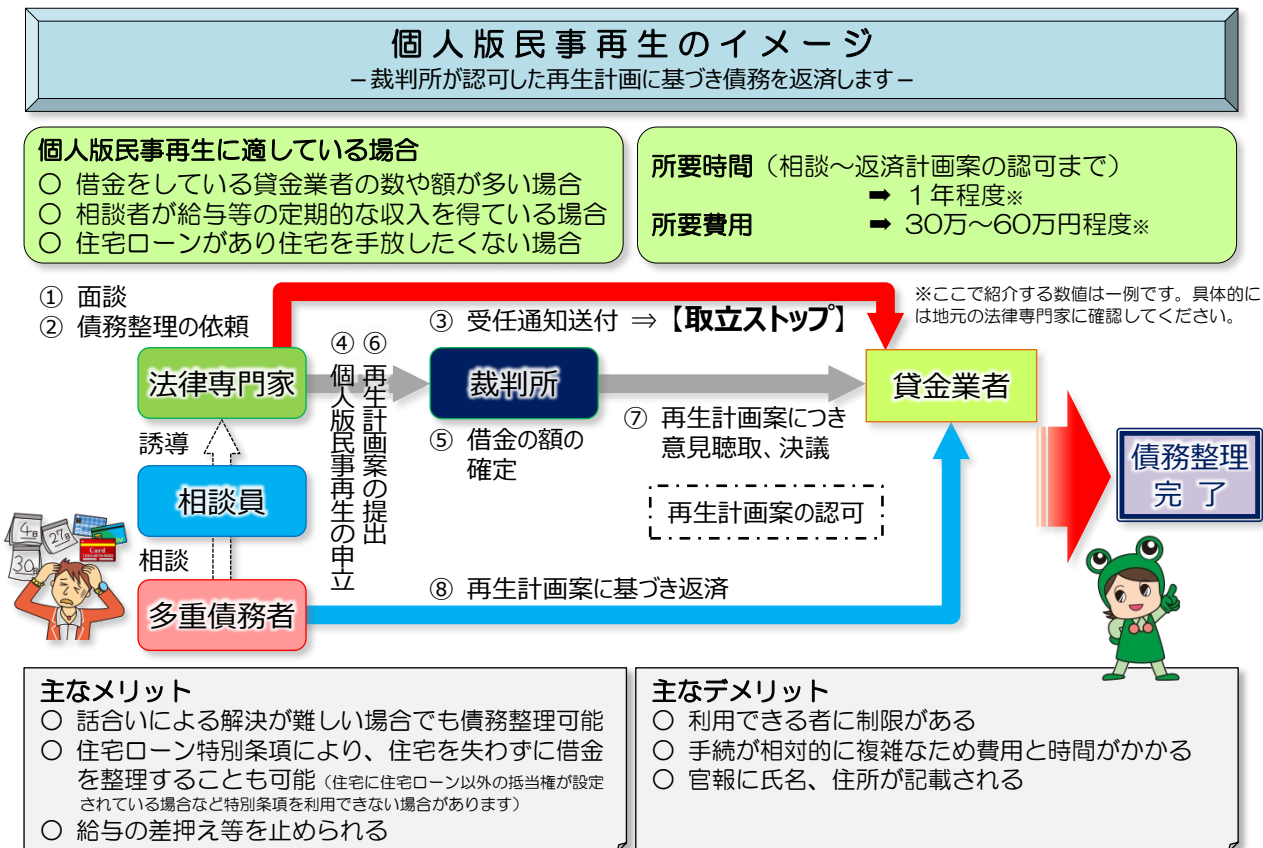 個人版民事再生のイメージ
－裁判所が認可した再生計画に基づき債務を返済します－
個人版民事再生に適している場合
○ 借金をしている貸金業者の数や額が多い場合
○ 相談者が給与等の定期的な収入を得ている場合
○ 住宅ローンがあり住宅を手放したくない場合
所要時間（相談～返済計画案の認可まで）
➡ １年程度※
所要費用 ➡ 30万～60万円程度※
※ここで紹介する数値は一例です。具体的に
は地元の法律専門家に確認してください。
① 面談
② 債務整理の依頼
③ 受任通知送付 ⇒【取立ストップ】
法律専門家
④ 個人版民事再生の申立
⑥ 再生計画案の提出
裁判所
貸金業者
⑤ 借金の額の
確定
⑦ 再生計画案につき
意見聴取、決議
再生計画案の認可
誘導
相談員
相談
多重債務者
4日
27日
30日
Card
⑧ 再生計画案に基づき返済
債務整理
完 了
主なメリット
○ 話合いによる解決が難しい場合でも債務整理可能
○ 住宅ローン特別条項により、住宅を失わずに借金
を整理することも可能（住宅に住宅ローン以外の抵当権が設定
されている場合など特別条項を利用できない場合があります）
○ 給与の差押え等を止められる
主なデメリット
○ 利用できる者に制限がある
○ 手続が相対的に複雑なため費用と時間がかかる
○ 官報に氏名、住所が記載される